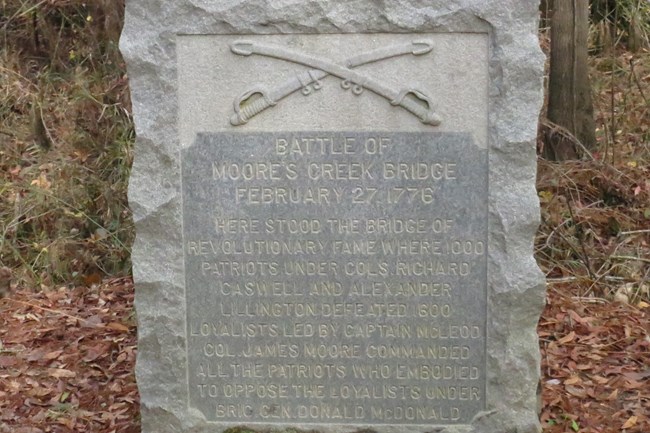 BATTLE OF
MOORE'S CREEK BRIDGE
FEBRUARY 27, 1776
HERE STOOD THE BRIDGE OF
REVOLUTIONARY FAME WHERE 1000
PATRIOTS UNDER COLS. RICHARD
CASWELL AND ALEXANDER
LILLINGTON DEFEATED 1600
LOYALISTS LED BY CAPTAIN MCLEOD
COL. JAMES MOORE COMMANDED
ALL THE PATRIOTS WHO EMBODIED
TO OPPOSE THE LOYALISTS UNDER
BRIG. GEN. DONALD McDONALD